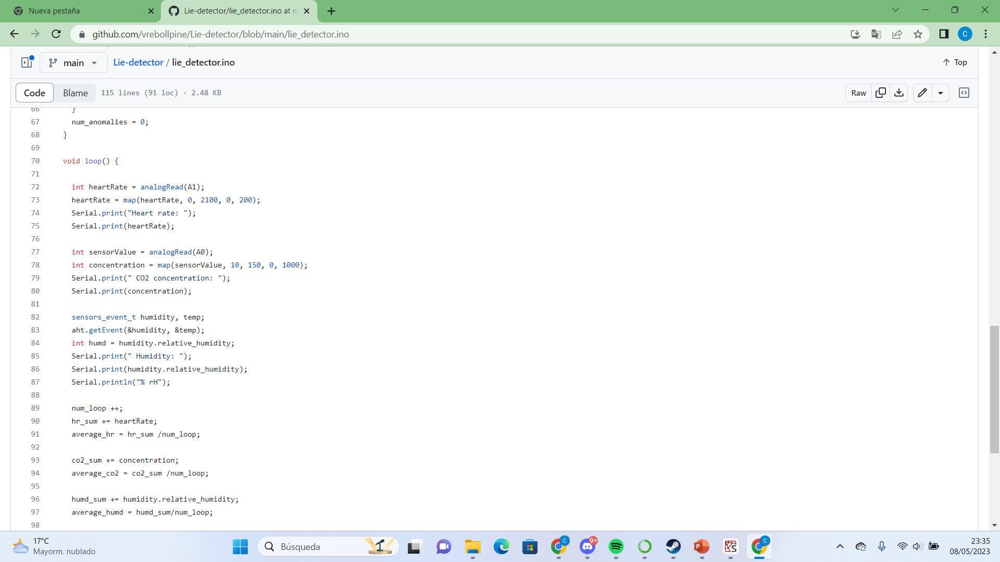 Nueva pestaña
Lie-detector/lie_detector.ino at m
github.com/vrebollpine/Lie-detector/blob/main/lie_detector.ino
C
main
Lie-detector / lie_detector.ino
Top
Code
Blame
115 lines (91 loc) · 2.48 KB
Raw
66 }
67 num_anomalies = 0;
68 }
69
70 void loop() {
71
72 int heartRate = analogRead(A1);
73 heartRate = map(heartRate, 0, 2100, 0, 200);
74 Serial.print("Heart rate: ");
75 Serial.print(heartRate);
76
77 int sensorValue = analogRead(A0);
78 int concentration = map(sensorValue, 10, 150, 0, 1000);
79 Serial.print(" CO2 concentration: ");
80 Serial.print(concentration);
81
82 sensors_event_t humidity, temp;
83 aht.getEvent(&humidity, &temp);
84 int humd = humidity.relative_humidity;
85 Serial.print(" Humidity: ");
86 Serial.print(humidity.relative_humidity);
87 Serial.println("% rH");
88
89 num_loop ++;
90 hr_sum += heartRate;
91 average_hr = hr_sum /num_loop;
92
93 co2_sum += concentration;
94 average_co2 = co2_sum /num_loop;
95
96 humd_sum += humidity.relative_humidity;
97 average_humd = humd_sum/num_loop;
98
17°C
Mayorm. nublado
Búsqueda
C
9+
C
23:35
08/05/2023